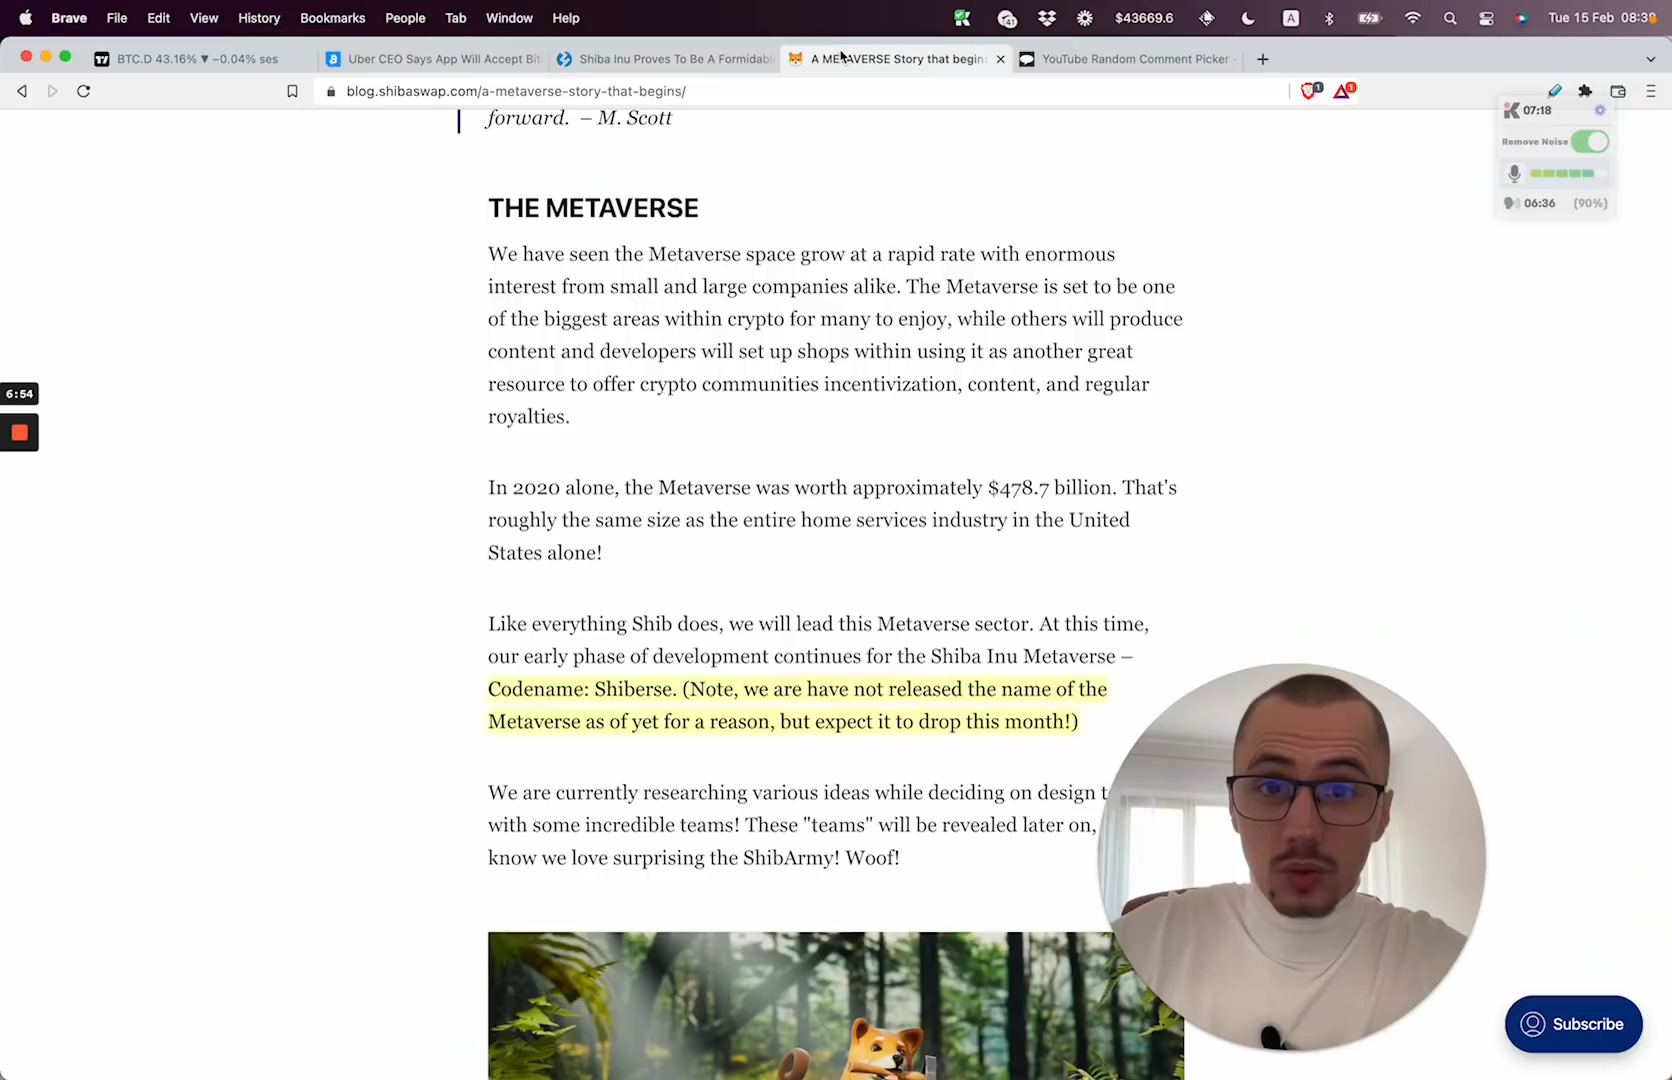 Brave File Edit View History Bookmarks People Tab Window Help
41 $43669.6 A Tue 15 Feb 08:39
BTC.D 43.16% ▼ −0.04% ses
Uber CEO Says App Will Accept Bit
Shiba Inu Proves To Be A Formidabl
A METAVERSE Story that begin
YouTube Random Comment Picker
blog.shibaswap.com/a-metaverse-story-that-begins/
1 1
07:18
Remove Noise
06:36 (90%)
6:54
forward. – M. Scott
THE METAVERSE
We have seen the Metaverse space grow at a rapid rate with enormous
interest from small and large companies alike. The Metaverse is set to be one
of the biggest areas within crypto for many to enjoy, while others will produce
content and developers will set up shops within using it as another great
resource to offer crypto communities incentivization, content, and regular
royalties.
In 2020 alone, the Metaverse was worth approximately $478.7 billion. That's
roughly the same size as the entire home services industry in the United
States alone!
Like everything Shib does, we will lead this Metaverse sector. At this time,
our early phase of development continues for the Shiba Inu Metaverse –
Codename: Shiberse. (Note, we are have not released the name of the
Metaverse as of yet for a reason, but expect it to drop this month!)
We are currently researching various ideas while deciding on design t
with some incredible teams! These "teams" will be revealed later on,
know we love surprising the ShibArmy! Woof!
Subscribe